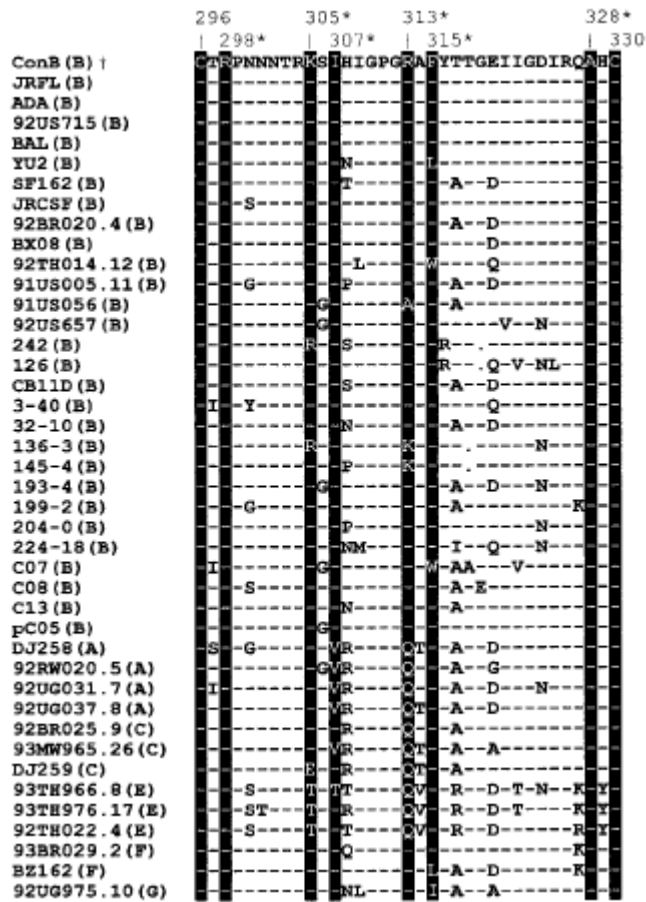 296 305* 313* 328*
298* 307* 315* 330
ConB(B)† CTRPNNNTRKSIHIGPGRAFYTTGEIIGDIRQAHC
JRFL(B) -----------------------------------
ADA(B) -----------------------------------
92US715(B) -----------------------------------
BAL(B) -----------------------------------
YU2(B) ------------N------L---------------
SF162(B) ------------T--------A--D----------
JRCSF(B) ----S------------------------------
92BR020.4(B) ---------------------A--D----------
BX08(B) ------------------------D----------
92TH014.12(B) -------------L-----W----Q----------
91US005.11(B) ----G-------P--------A--D----------
91US056(B) ----------G------A---A-------------
92US657(B) ----------G--------------V--N------
242(B) ---------R--S-------R--.-----------
126(B) --------------------R--.Q-V-NL-----
CB11D(B) ------------S--------A--D----------
3-40(B) -I--Y-------------------Q----------
32-10(B) ------------N--------A--D----------
136-3(B) ---------R-------K----.-----N------
145-4(B) ------------P----K----.------------
193-4(B) ----------G----------A--D---N------
199-2(B) ----G----------------A---------K---
204-0(B) ------------P---------------N------
224-18(B) ------------NM-------I--Q---N------
C07(B) -I--------G--------W-AA---V--------
C08(B) ----S----------------A-E-----------
C13(B) ------------N--------A-------------
pC05(B) ----------G------------------------
DJ258(A) -S--G------VR----QT--A--D----------
92RW020.5(A) ----------GVR----Q---A--G----------
92UG031.7(A) -I---------VR----Q---A--D---N------
92UG037.8(A) -----------VR----QT--A--D----------
92BR025.9(C) ------------R----Q---A-------------
93MW965.26(C) -----------VR----QT--A--A----------
DJ259(C) ---------E--R----QT--A-------------
93TH966.8(E) ----S----T-TT----QV--R--D-T-N--K-Y-
93TH976.17(E) ----ST---T--R----QV--R--D-T----K-Y-
92TH022.4(E) ----S----T--T----QV--R--D------R-Y-
93BR029.2(F) ------------Q------------------K---
BZ162(F) -------------------L-A--D------K---
92UG975.10(G) ------------NL-----I-A--A----------